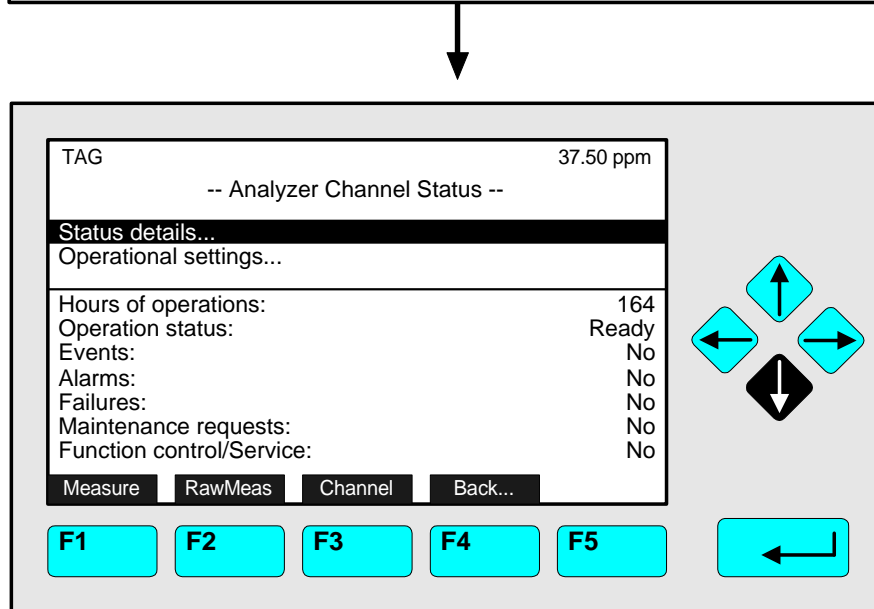 TAG 37.50 ppm
-- Analyzer Channel Status --
Status details...
Operational settings...
Hours of operations: 164
Operation status: Ready
Events: No
Alarms: No
Failures: No
Maintenance requests: No
Function control/Service: No
Measure RawMeas Channel Back...
F1 F2 F3 F4 F5